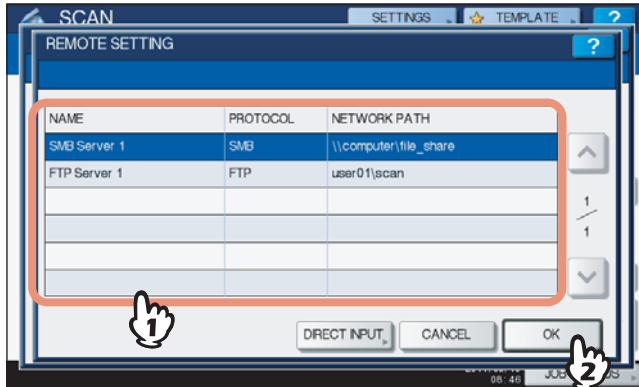 SCAN SETTINGS TEMPLATE ?
REMOTE SETTING ?
NAME PROTOCOL NETWORK PATH
SMB Server 1 SMB \\computer\file_share
FTP Server 1 FTP user01\scan
1
1
1
DIRECT INPUT CANCEL OK
2
08:46 JOB